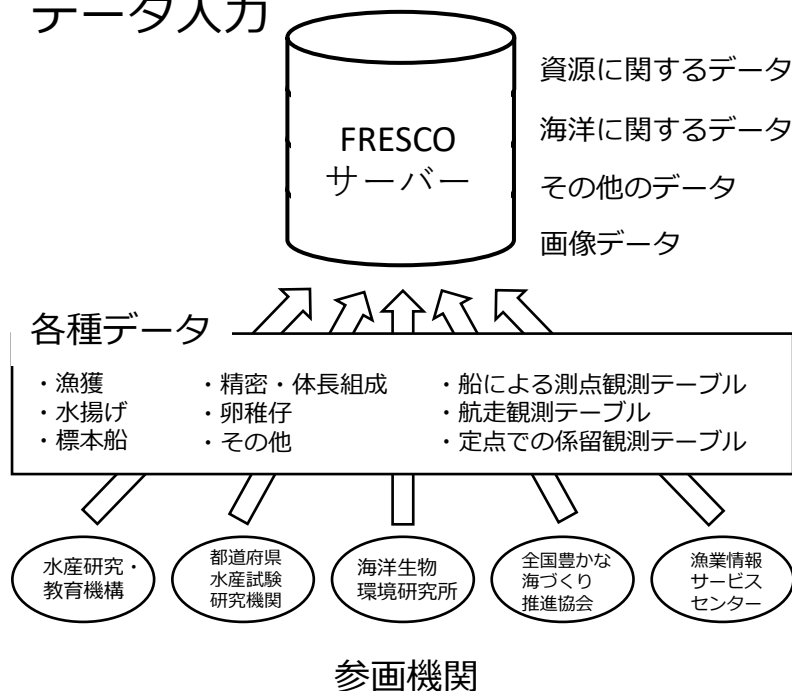 データ入力
FRESCO
サーバー
資源に関するデータ
海洋に関するデータ
その他のデータ
画像データ
各種データ
・漁獲
・水揚げ
・標本船
・精密・体長組成
・卵稚仔
・その他
・船による測点観測テーブル
・航走観測テーブル
・定点での係留観測テーブル
水産研究・
教育機構
都道府県
水産試験
研究機関
海洋生物
環境研究所
全国豊かな
海づくり
推進協会
漁業情報
サービス
センター
参画機関